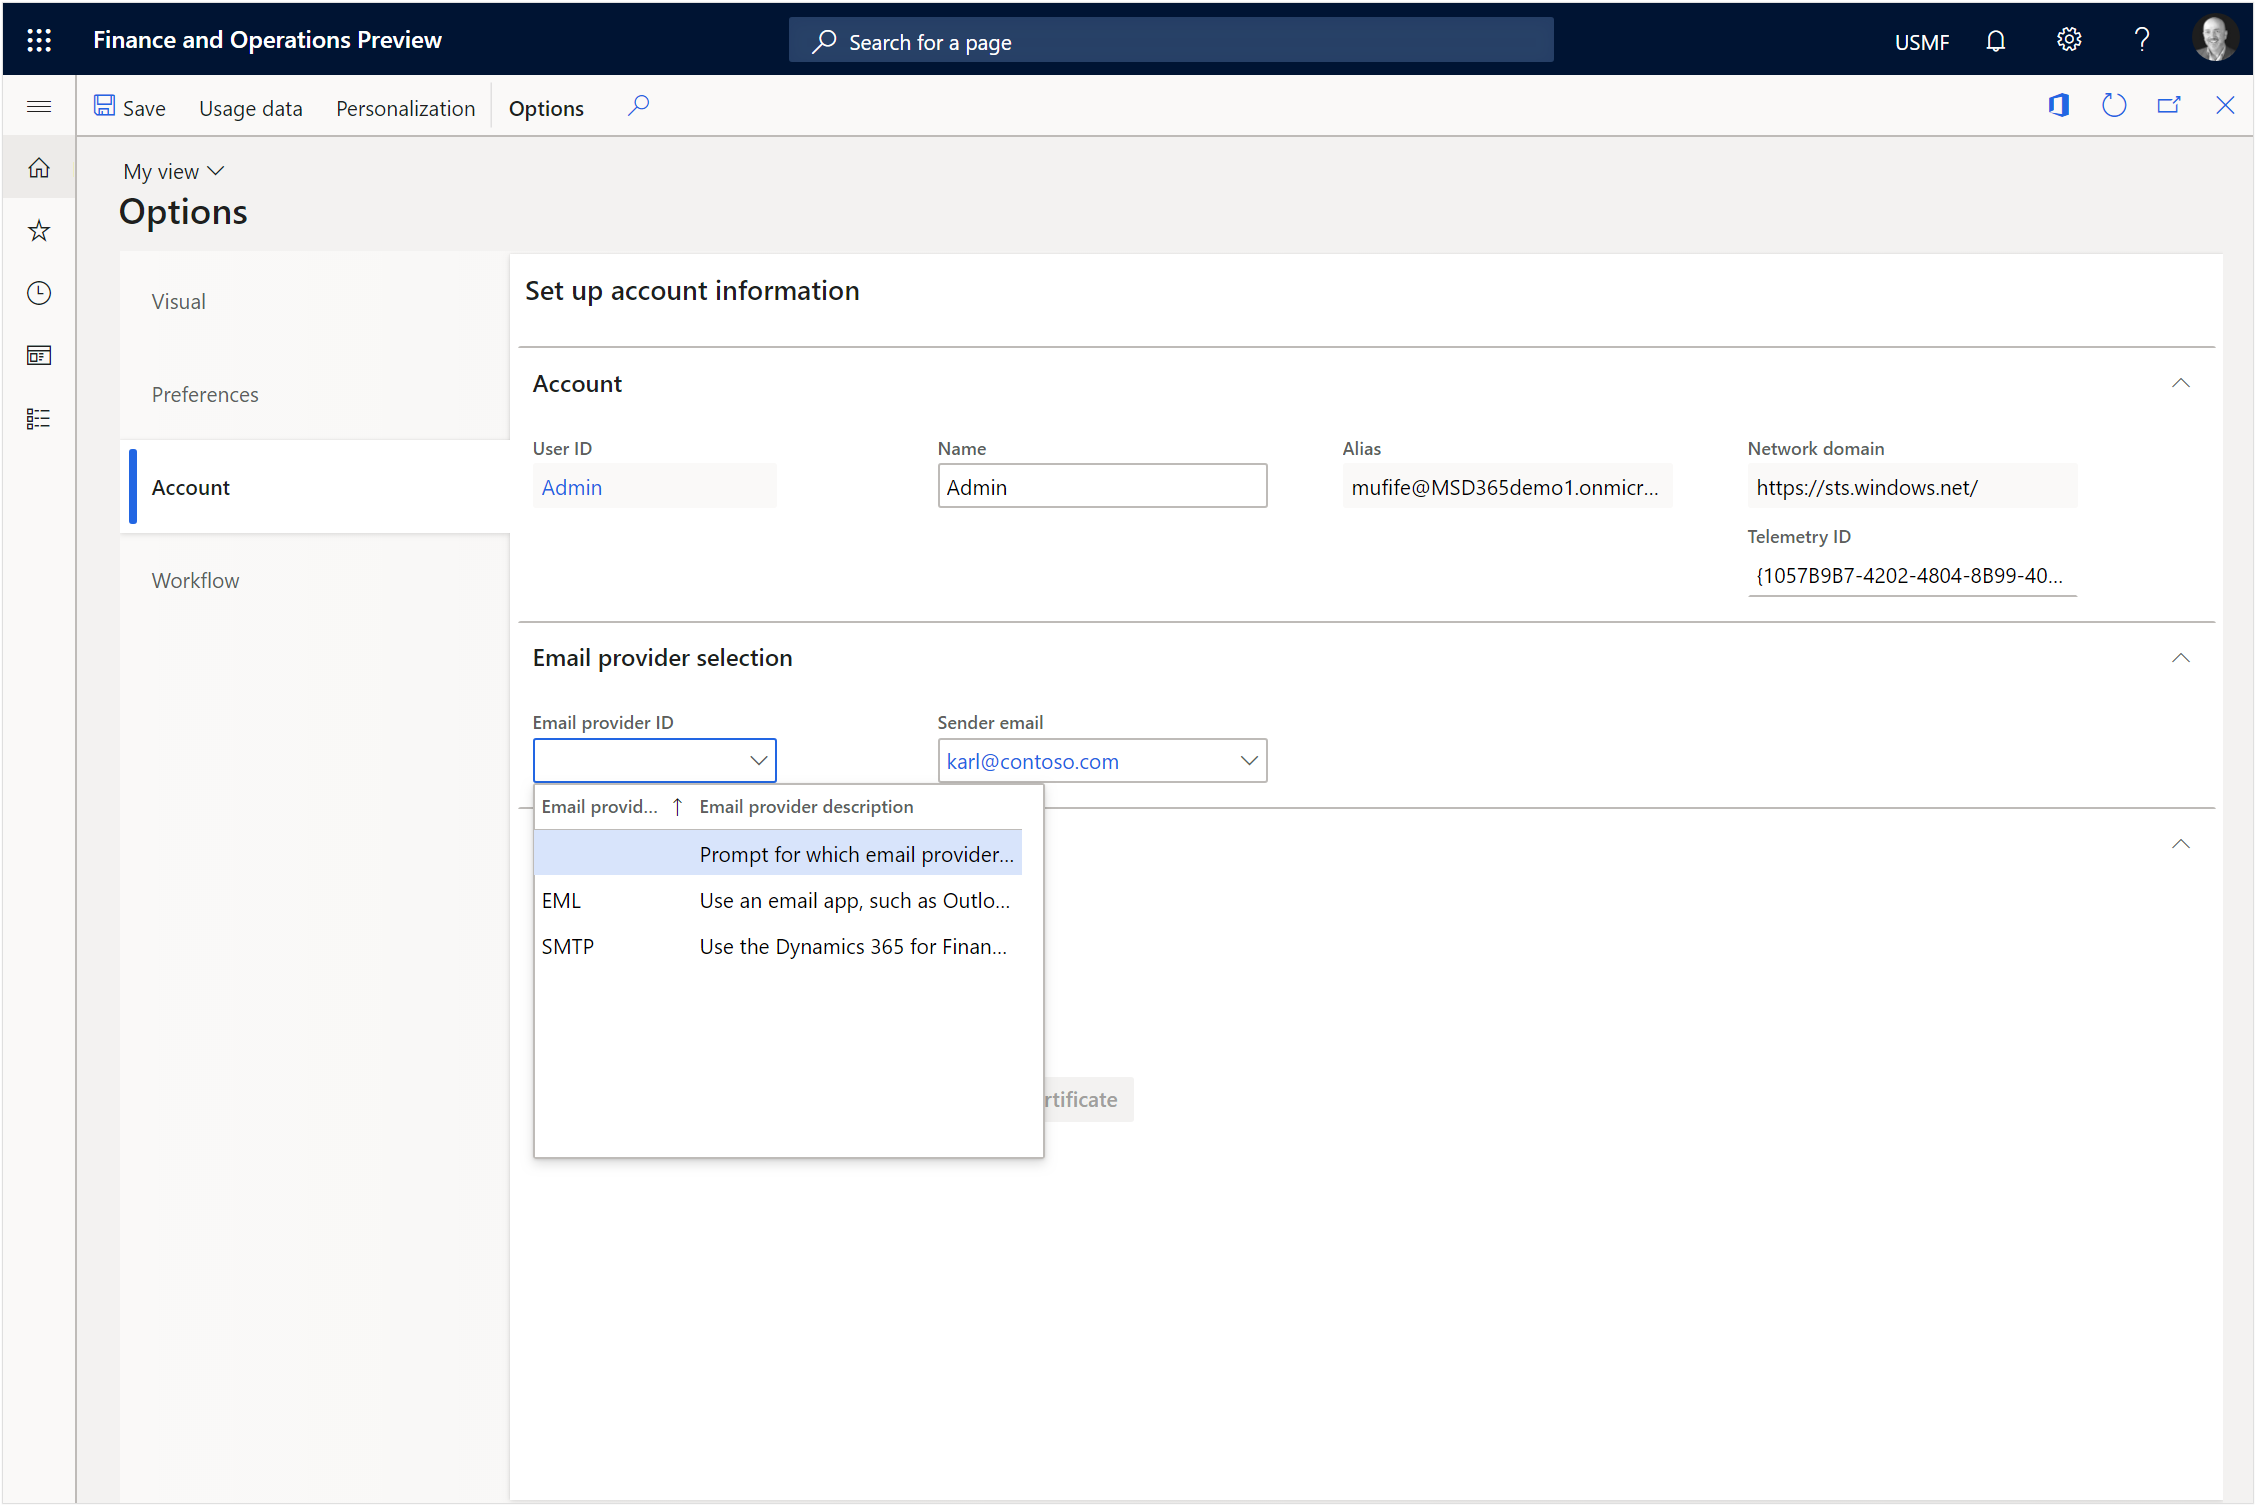 Finance and Operations Preview
Search for a page
USMF
Save
Usage data
Personalization
Options
My view
Options
Visual
Preferences
Account
Workflow
Set up account information
Account
User ID
Name
Alias
Network domain
Admin
Admin
mufife@MSD365demo1.onmicr...
https://sts.windows.net/
Telemetry ID
{1057B9B7-4202-4804-8B99-40...
Email provider selection
Email provider ID
Sender email
karl@contoso.com
Email provid... ↑ Email provider description
Prompt for which email provider...
EML Use an email app, such as Outlo...
SMTP Use the Dynamics 365 for Finan...
rtificate